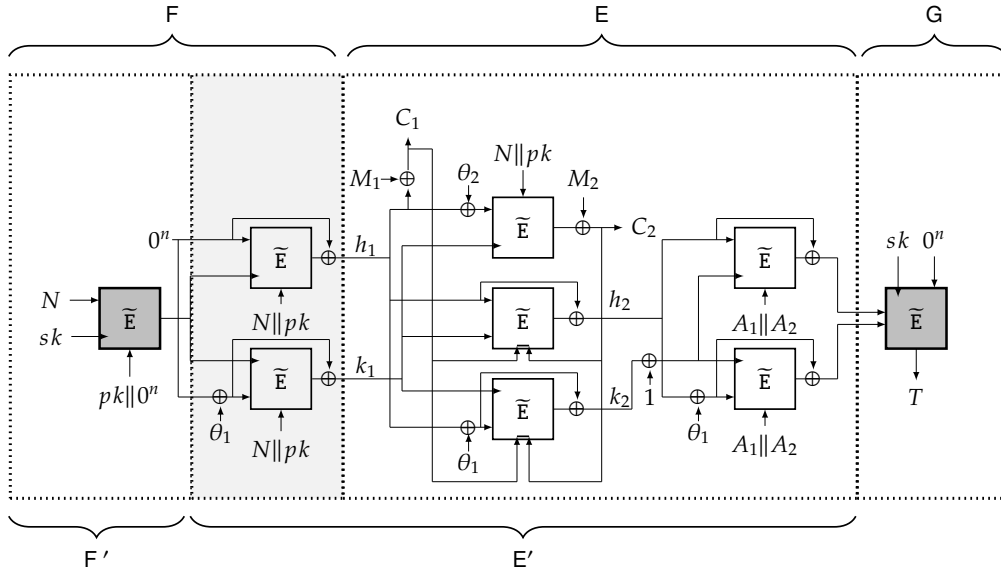 F E G
C₁
M₁ θ₂ N‖pk M₂
Ẽ C₂
0ⁿ Ẽ h₁ Ẽ sk 0ⁿ
N Ẽ N‖pk Ẽ h₂ A₁‖A₂ Ẽ
sk
pk‖0ⁿ Ẽ k₁ Ẽ k₂ 1 Ẽ T
θ₁ N‖pk θ₁ θ₁ A₁‖A₂
F′ E′